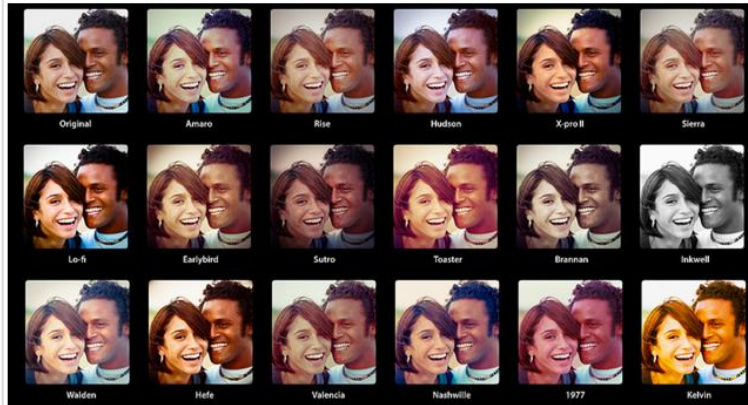 Original Amaro Rise Hudson X-pro II Sierra
Lo-fi Earlybird Sutro Toaster Brannan Inkwell
Walden Hefe Valencia Nashville 1977 Kelvin